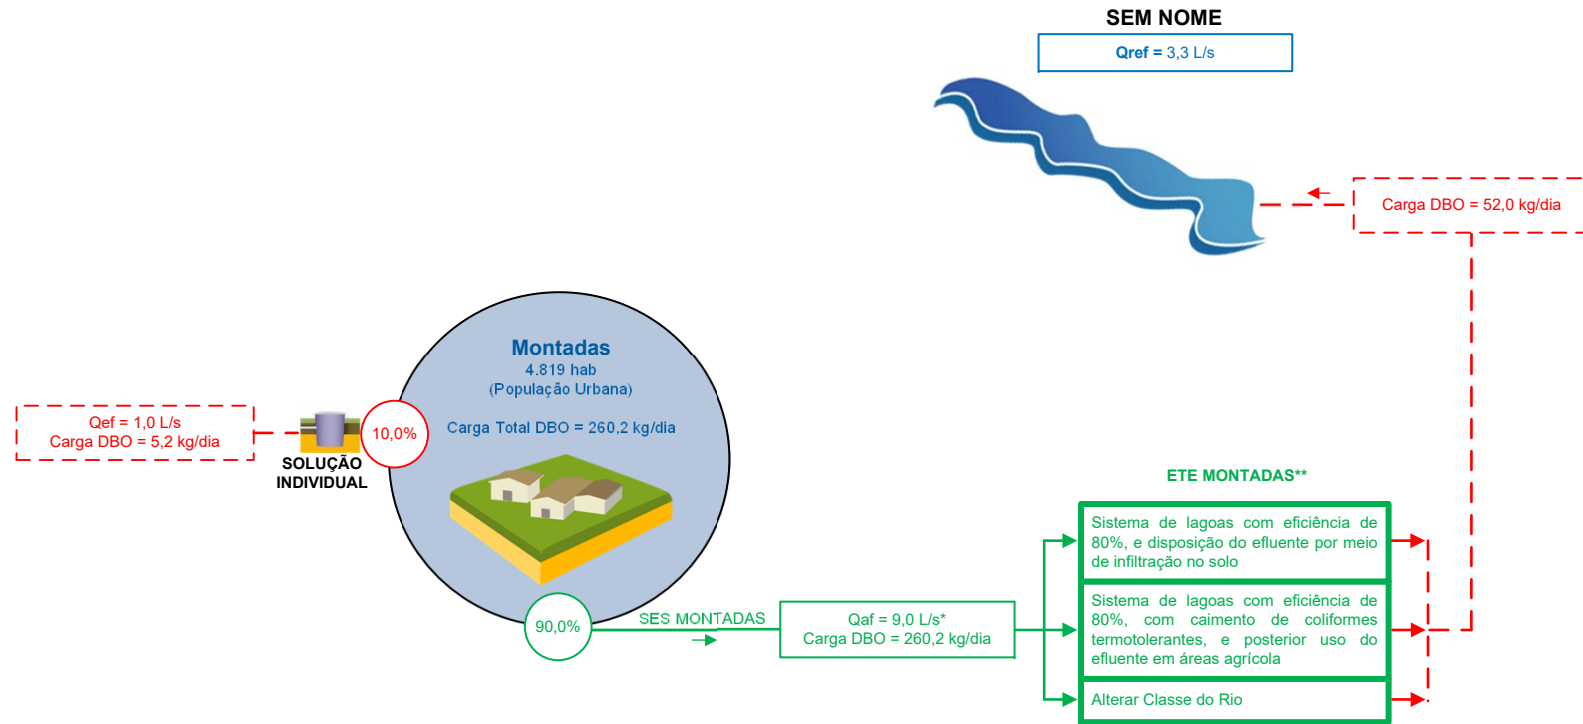 SEM NOME
Qref = 3,3 L/s
Carga DBO = 52,0 kg/dia
Montadas
4.819 hab
(População Urbana)
Carga Total DBO = 260,2 kg/dia
Qef = 1,0 L/s
Carga DBO = 5,2 kg/dia
SOLUÇÃO
INDIVIDUAL
10,0%
90,0%
SES MONTADAS
Qaf = 9,0 L/s*
Carga DBO = 260,2 kg/dia
ETE MONTADAS**
Sistema de lagoas com eficiência de
80%, e disposição do efluente por meio
de infiltração no solo
Sistema de lagoas com eficiência de
80%, com caimento de coliformes
termotolerantes, e posterior uso do
efluente em áreas agrícola
Alterar Classe do Rio